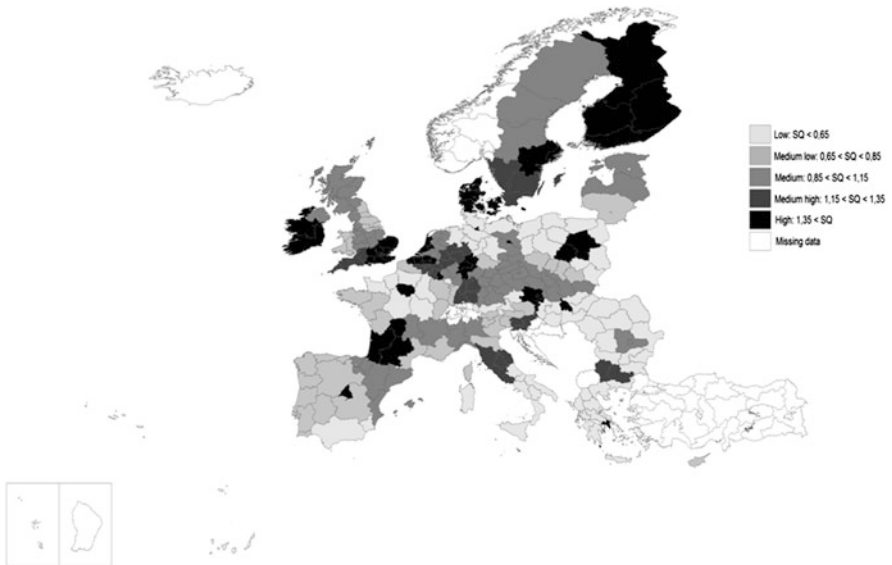 Low: SQ < 0,65
Medium low: 0,65 < SQ < 0,85
Medium: 0,85 < SQ < 1,15
Medium high: 1,15 < SQ < 1,35
High: 1,35 < SQ
Missing data